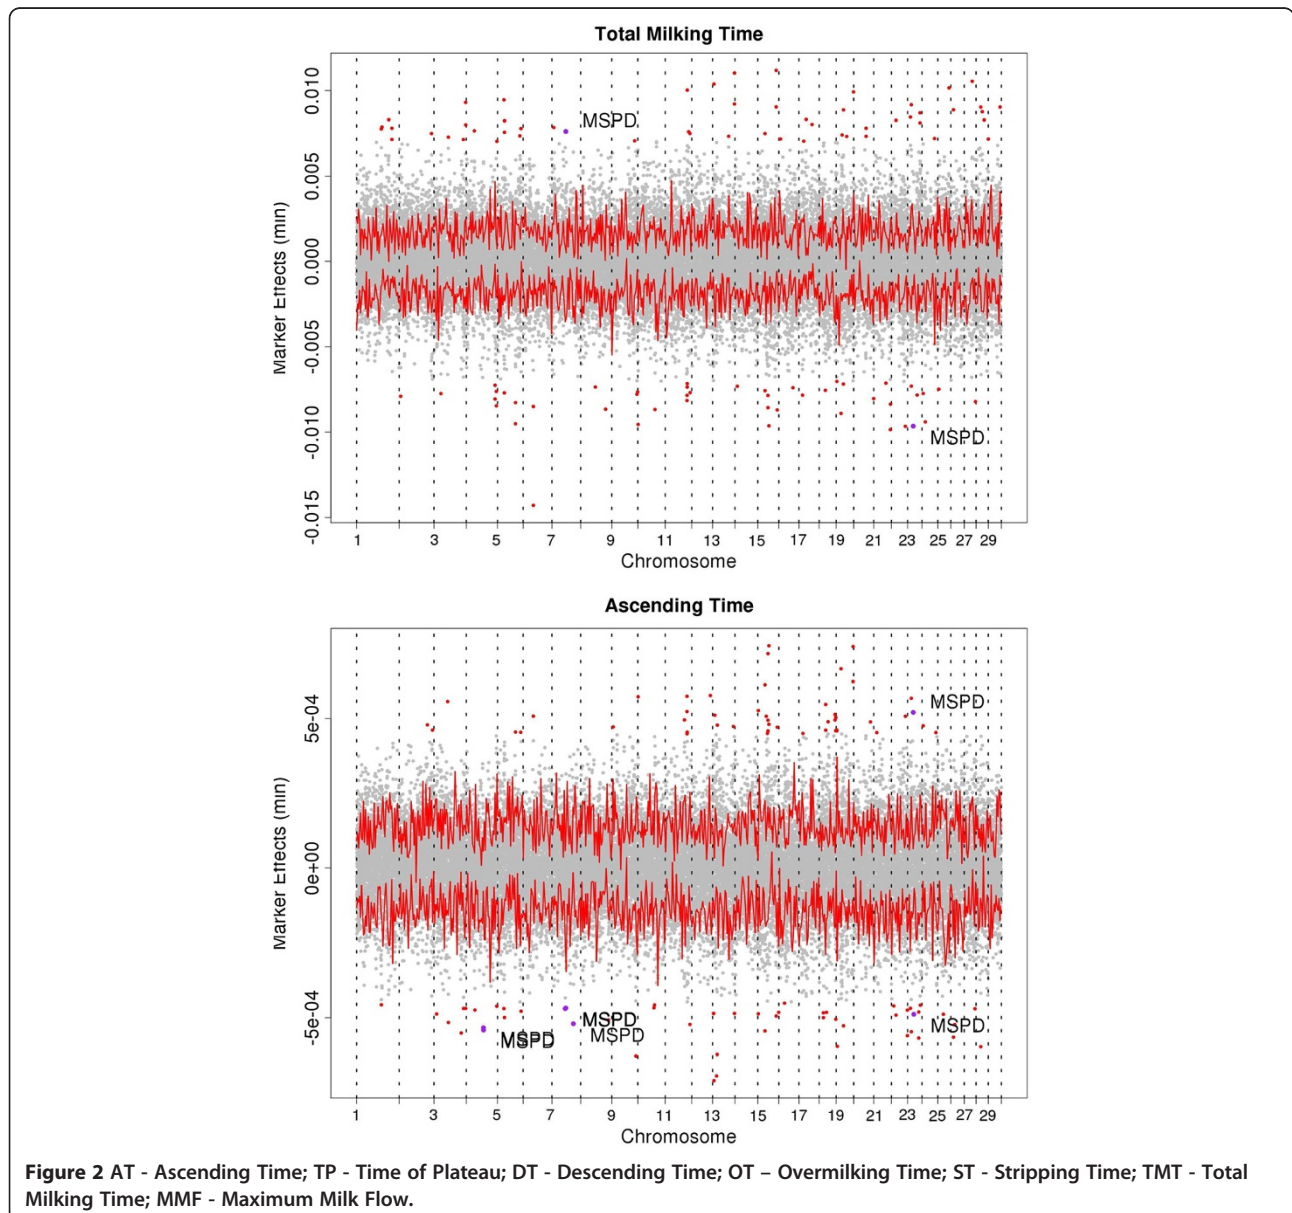 Total Milking Time
0.010
0.005
0.000
-0.005
-0.010
-0.015
Marker Effects (min)
MSPD
MSPD
1 3 5 7 9 11 13 15 17 19 21 23 25 27 29
Chromosome
Ascending Time
5e-04
0e+00
-5e-04
Marker Effects (min)
MSPD
MSPD
MSPD
MSPD
MSPD
MSPD
MSPD
1 3 5 7 9 11 13 15 17 19 21 23 25 27 29
Chromosome
Figure 2 AT - Ascending Time; TP - Time of Plateau; DT - Descending Time; OT – Overmilking Time; ST - Stripping Time; TMT - Total
Milking Time; MMF - Maximum Milk Flow.